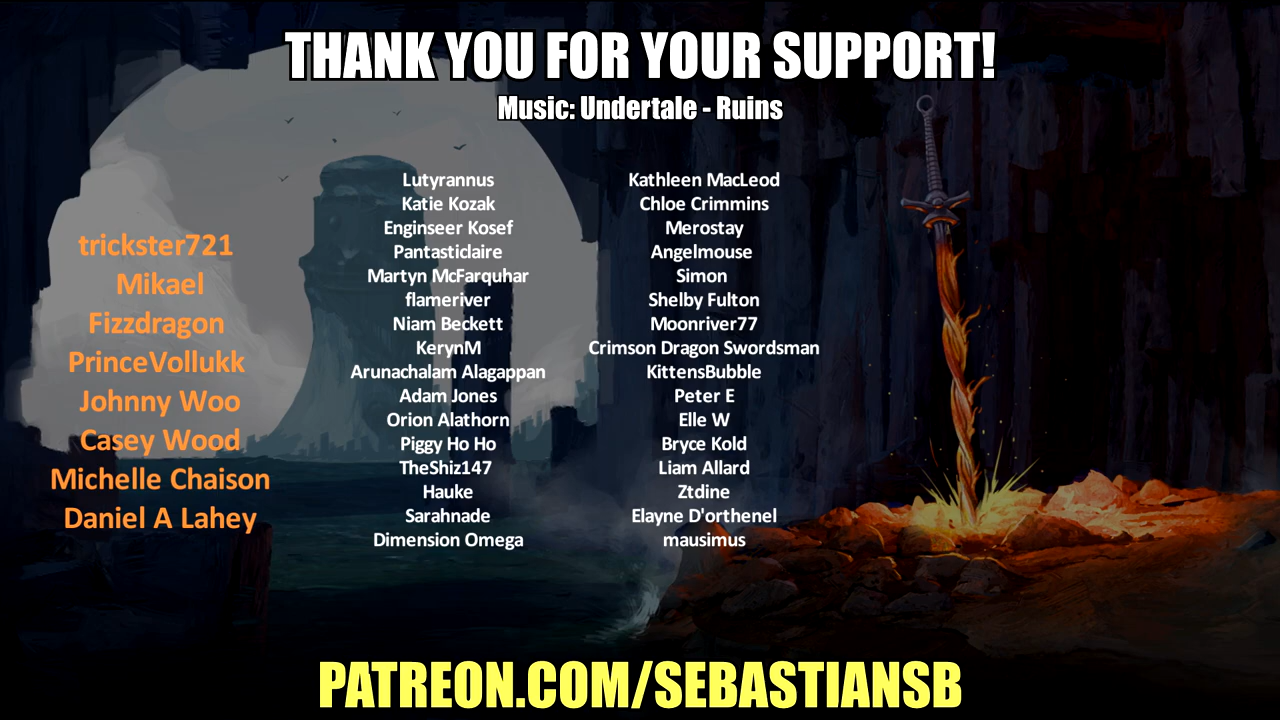 THANK YOU FOR YOUR SUPPORT!
Music: Undertale - Ruins
trickster721
Mikael
Fizzdragon
PrinceVollukk
Johnny Woo
Casey Wood
Michelle Chaison
Daniel A Lahey
Lutyrannus
Katie Kozak
Enginseer Kosef
Pantasticlaire
Martyn McFarquhar
flameriver
Niam Beckett
KerynM
Arunachalam Alagappan
Adam Jones
Orion Alathorn
Piggy Ho Ho
TheShiz147
Hauke
Sarahnade
Dimension Omega
Kathleen MacLeod
Chloe Crimmins
Merostay
Angelmouse
Simon
Shelby Fulton
Moonriver77
Crimson Dragon Swordsman
KittensBubble
Peter E
Elle W
Bryce Kold
Liam Allard
Ztdine
Elayne D'orthenel
mausimus
PATREON.COM/SEBASTIANSB